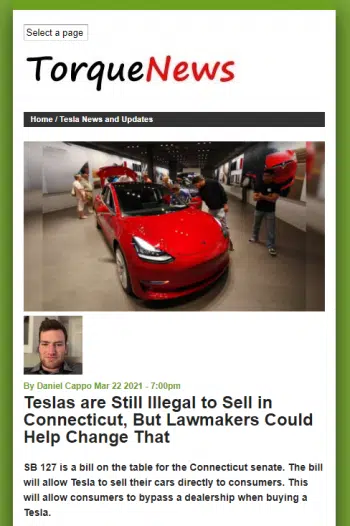 Select a page
TorqueNews
Home / Tesla News and Updates
By Daniel Cappo Mar 22 2021 - 7:00pm
Teslas are Still Illegal to Sell in
Connecticut, But Lawmakers Could
Help Change That
SB 127 is a bill on the table for the Connecticut senate. The bill
will allow Tesla to sell their cars directly to consumers. This
will allow consumers to bypass a dealership when buying a
Tesla.